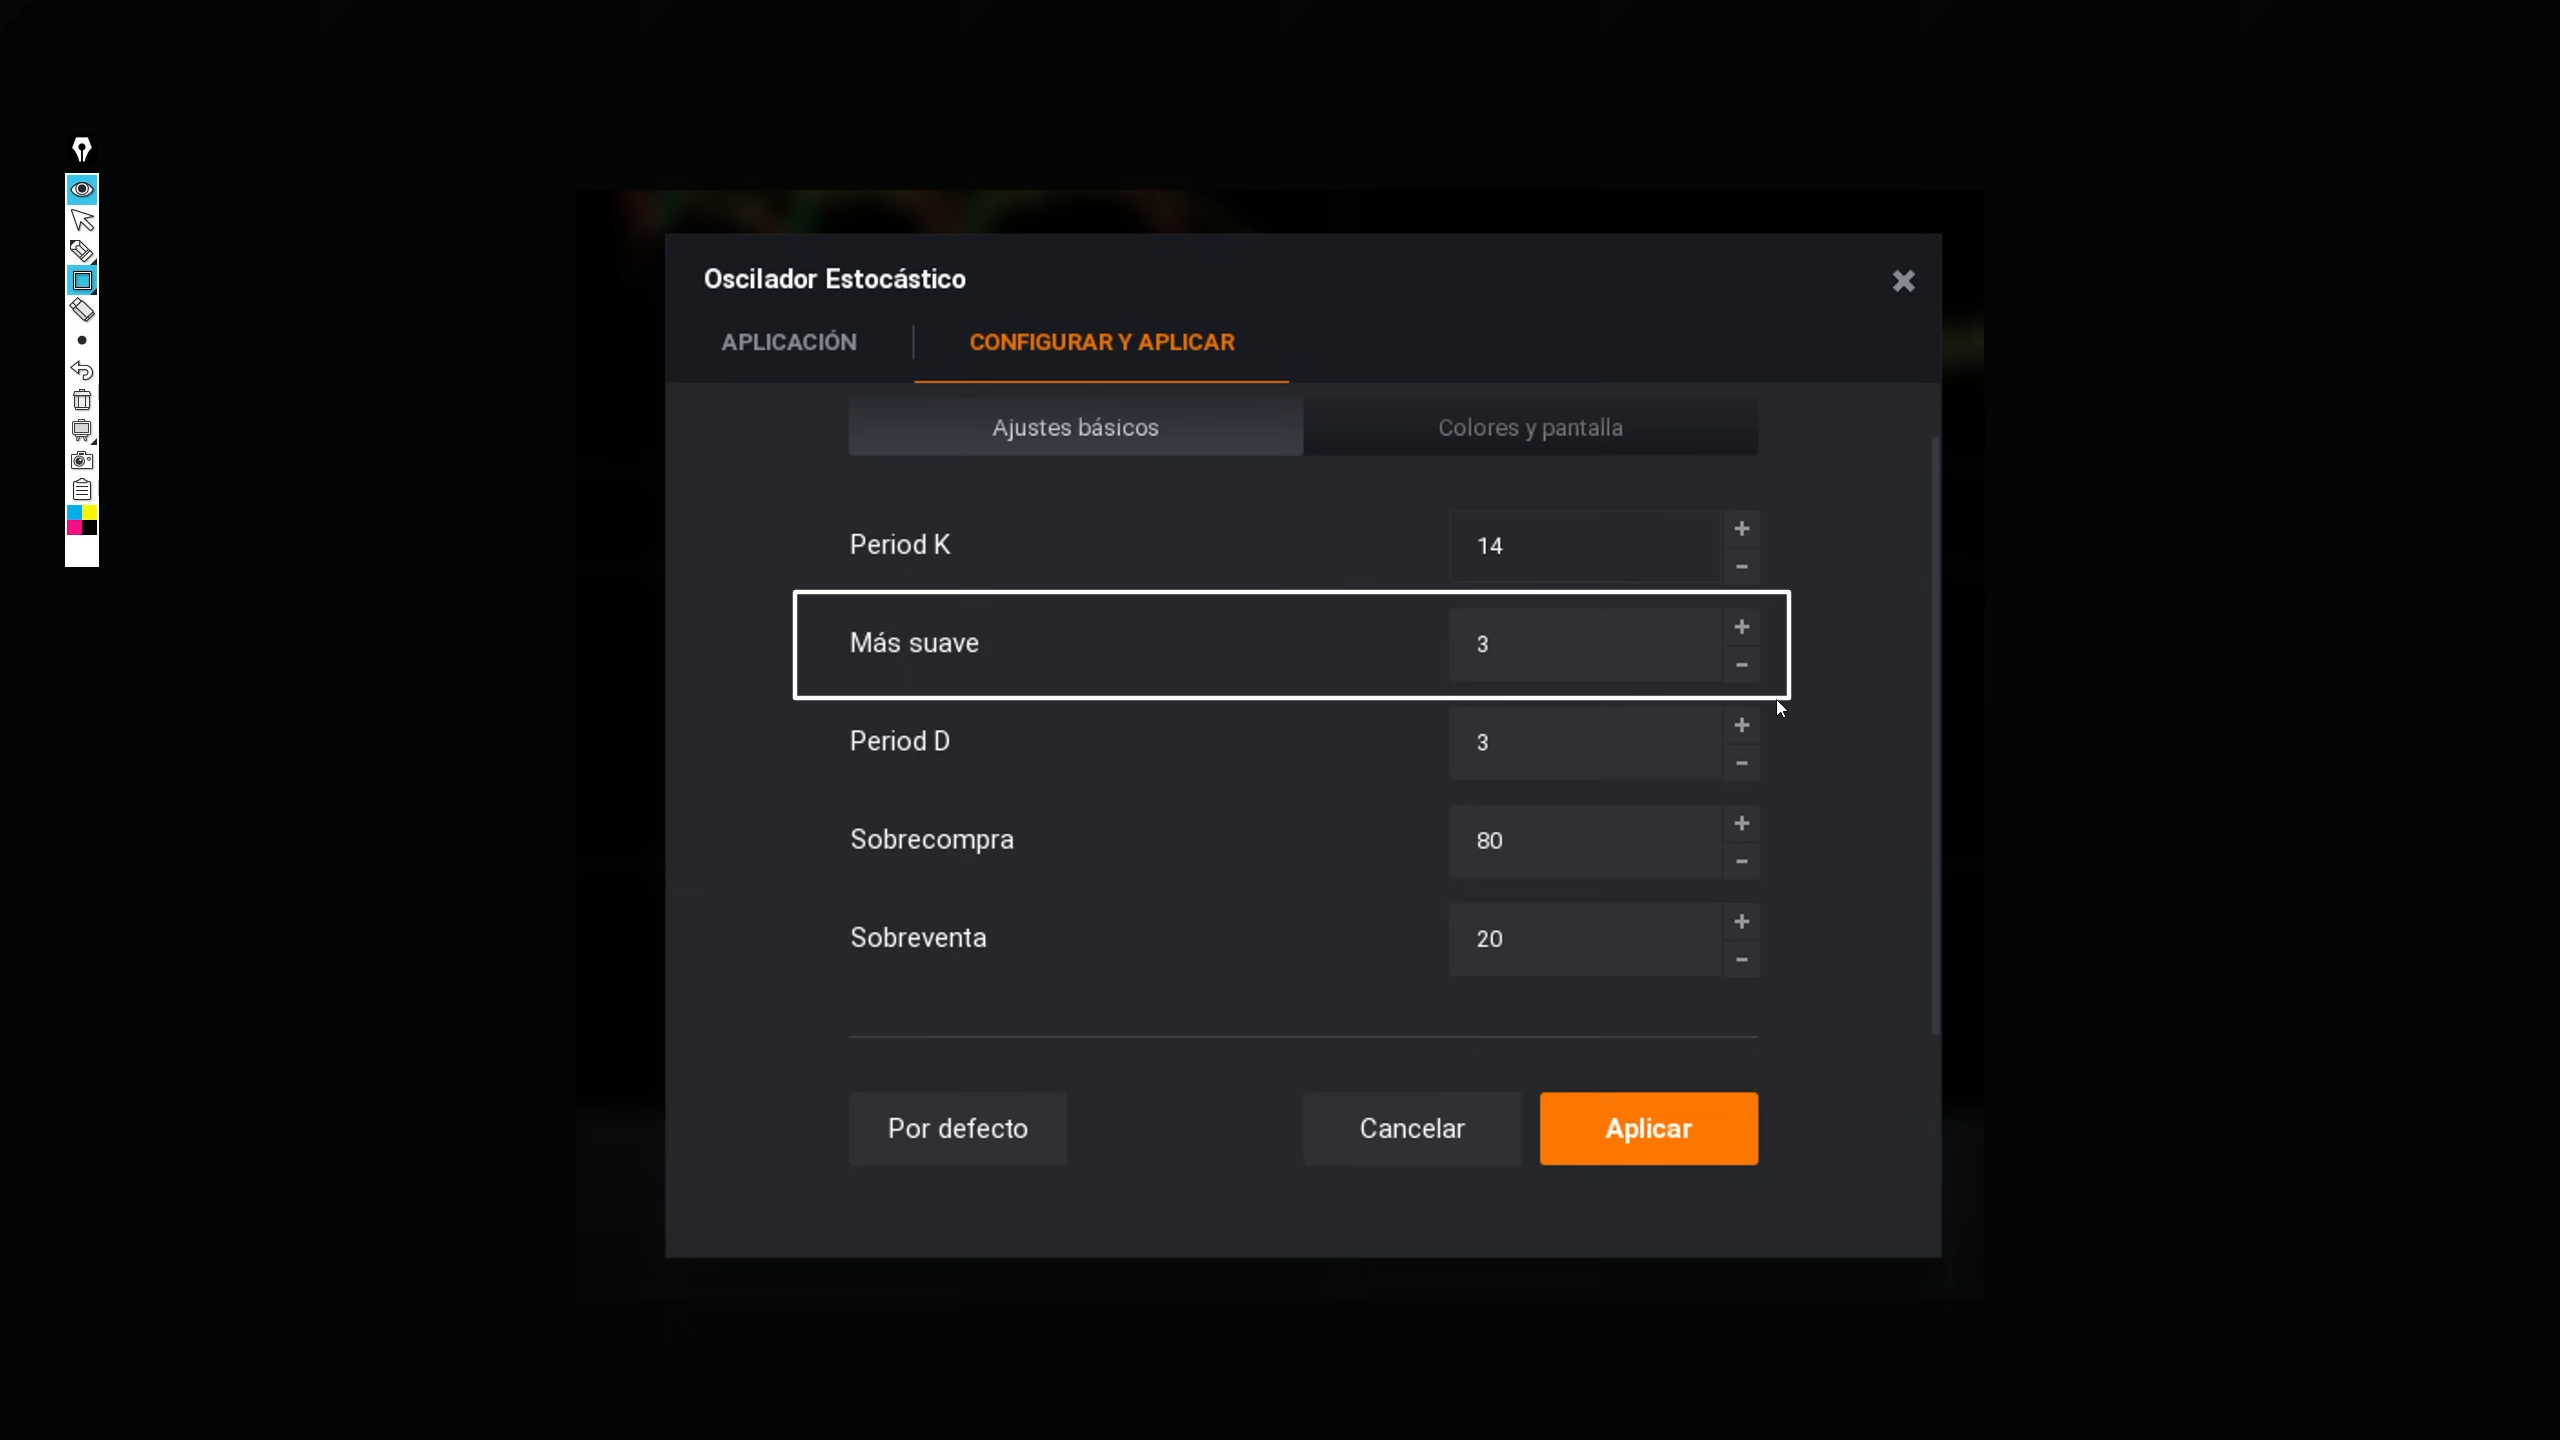 Oscilador Estocástico
APLICACIÓN
CONFIGURAR Y APLICAR
Ajustes básicos
Colores y pantalla
Period K
14
Más suave
3
Period D
3
Sobrecompra
80
Sobreventa
20
Por defecto
Cancelar
Aplicar